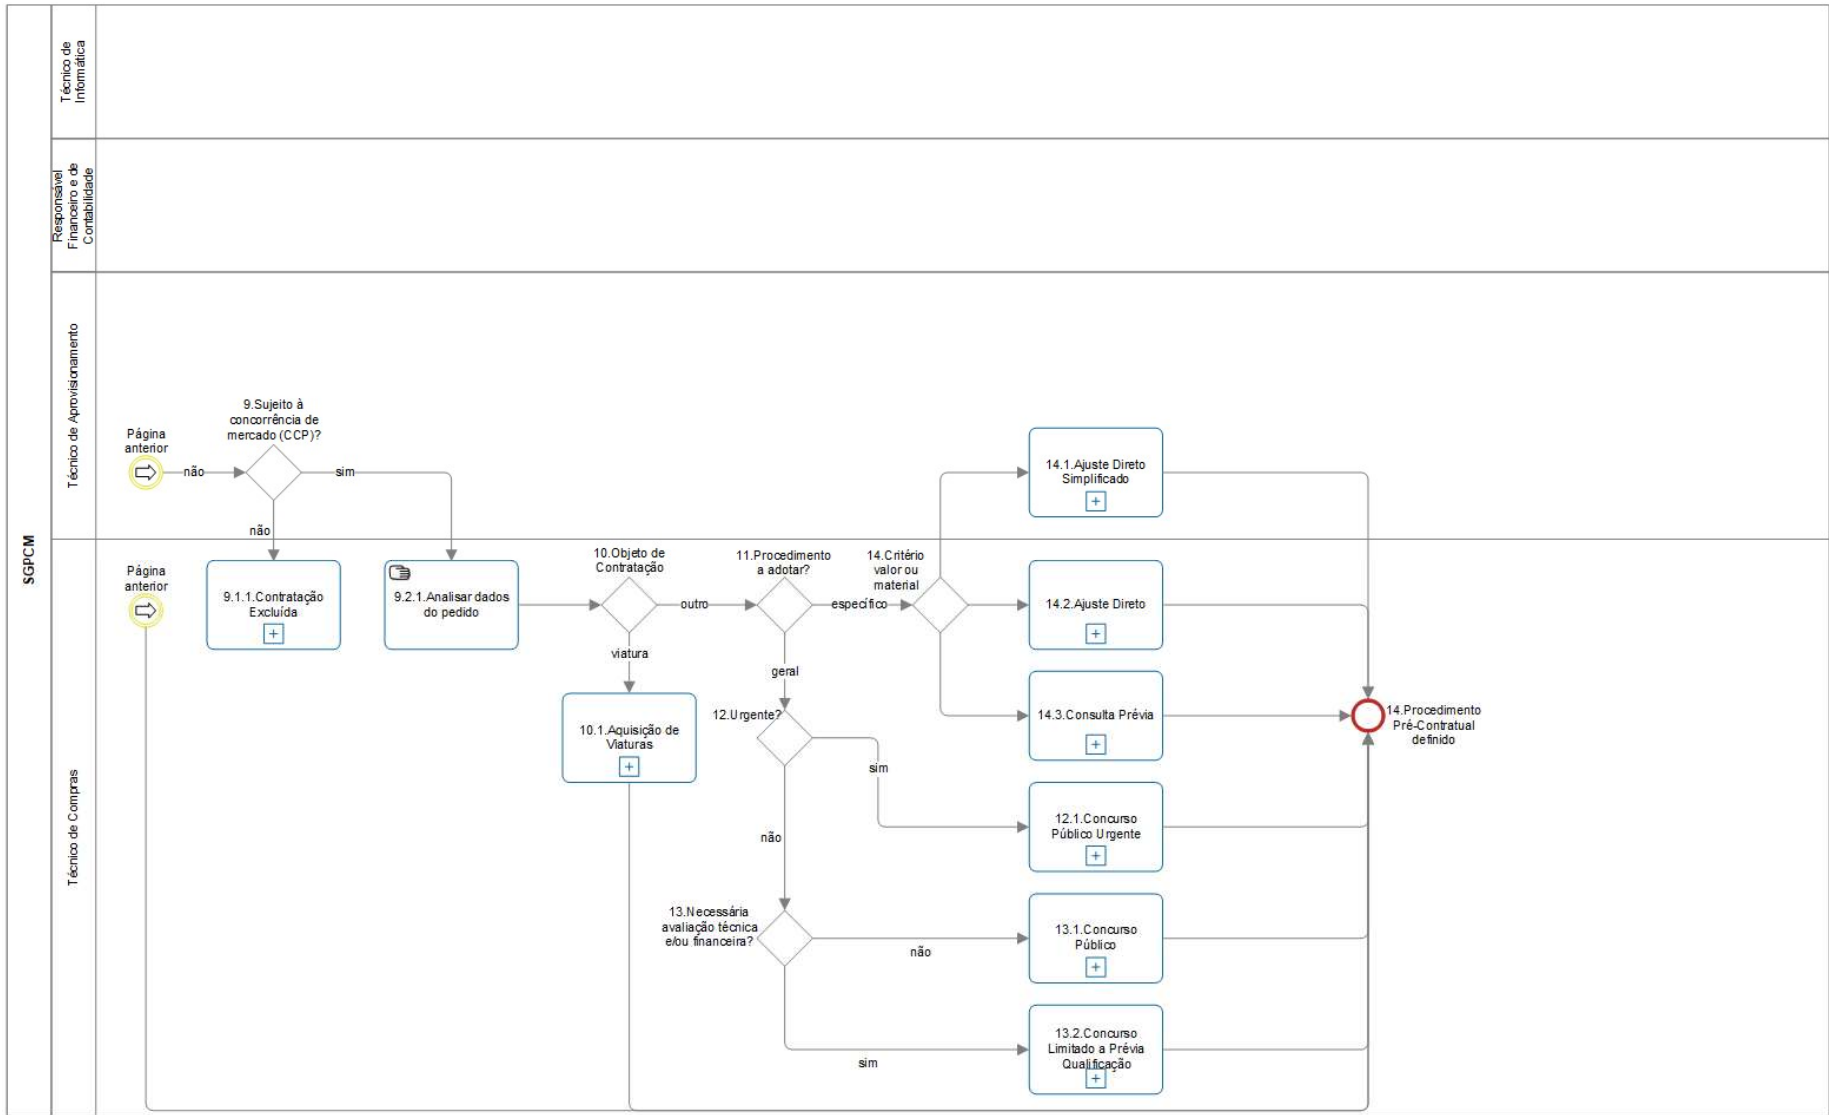 SGPCM
Técnico de
Informática
Responsável
Financeiro e de
Contabilidade
Técnico de Aprovisionamento
Página
anterior
não
9.Sujeito à
concorrência de
mercado (CCP)?
sim
não
14.1.Ajuste Direto
Simplificado
Técnico de Compras
Página
anterior
9.1.1.Contratação
Excluída
9.2.1.Analisar dados
do pedido
10.Objeto de
Contratação
outro
viatura
10.1.Aquisição de
Viaturas
11.Procedimento
a adotar?
específico
geral
14.Critério
valor ou
material
14.2.Ajuste Direto
14.3.Consulta Prévia
12.Urgente?
sim
não
12.1.Concurso
Público Urgente
13.Necessária
avaliação técnica
e/ou financeira?
não
sim
13.1.Concurso
Público
13.2.Concurso
Limitado a Prévia
Qualificação
14.Procedimento
Pré-Contratual
definido